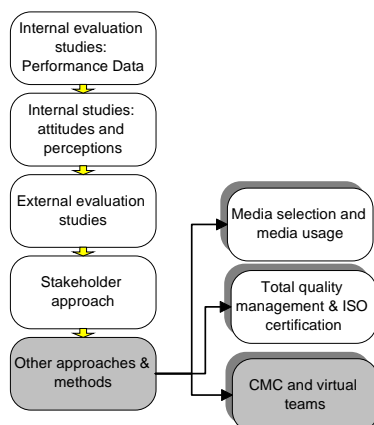 Internal evaluation
studies:
Performance Data
Internal studies:
attitudes and
perceptions
External evaluation
studies
Stakeholder
approach
Other approaches &
methods
Media selection and
media usage
Total quality
management & ISO
certification
CMC and virtual
teams